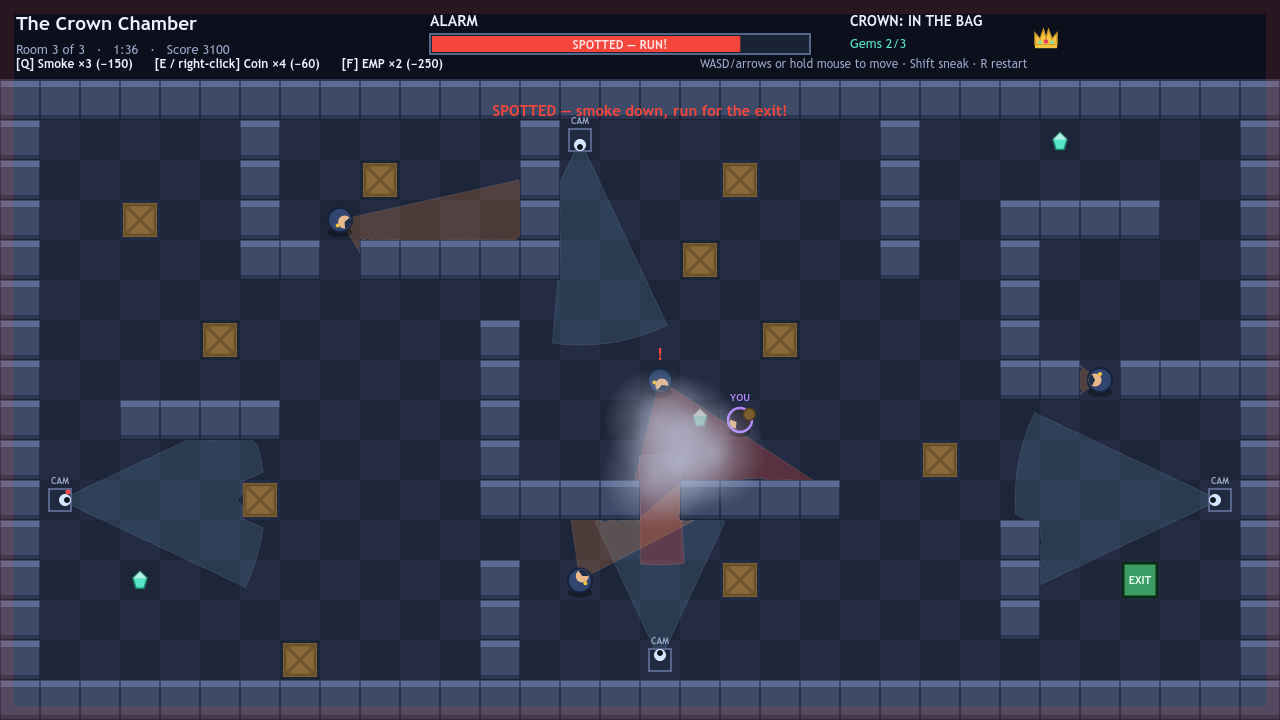 The Crown Chamber
Room 3 of 3 · 1:36 · Score 3100
[Q] Smoke ×3 (−150) [E / right-click] Coin ×4 (−60) [F] EMP ×2 (−250)
ALARM
SPOTTED — RUN!
CROWN: IN THE BAG
Gems 2/3
WASD/arrows or hold mouse to move · Shift sneak · R restart
SPOTTED — smoke down, run for the exit!
CAM
!
YOU
CAM
CAM
EXIT
CAM